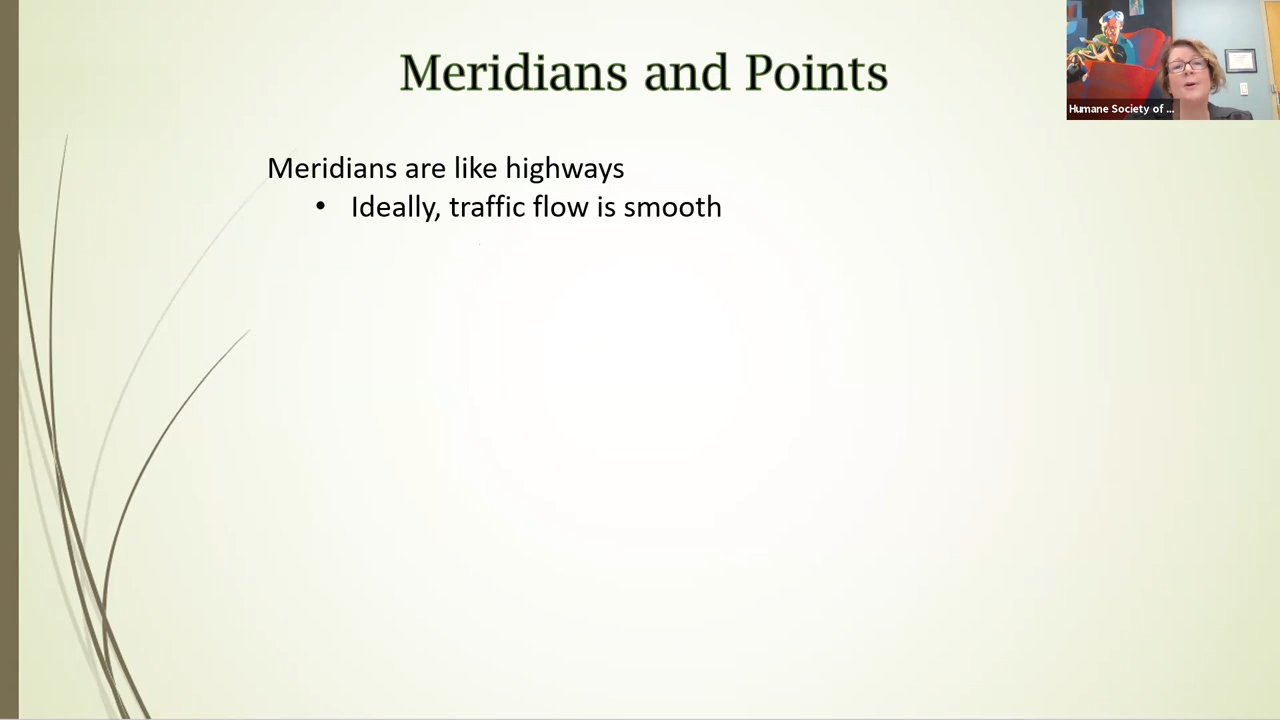 Meridians and Points
Humane Society of ...
Meridians are like highways
• Ideally, traffic flow is smooth